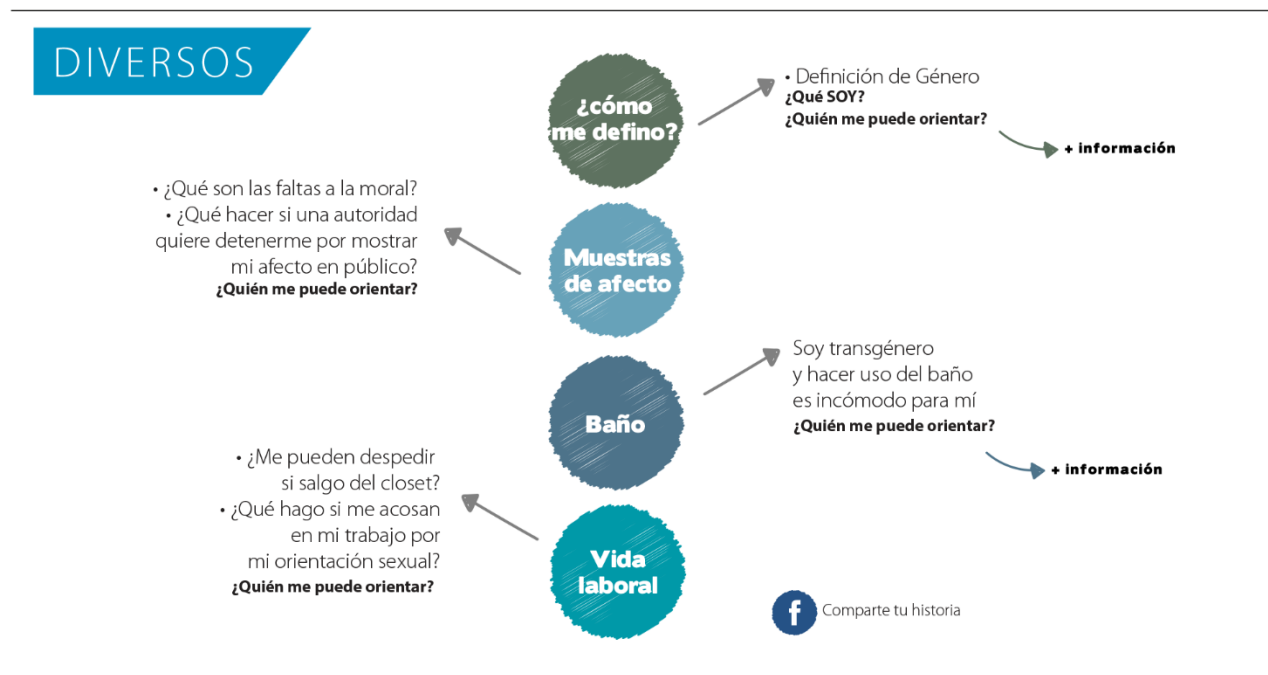 DIVERSOS
¿cómo
me defino?
• Definición de Género
¿Qué SOY?
¿Quién me puede orientar?
+ información
• ¿Qué son las faltas a la moral?
• ¿Qué hacer si una autoridad
quiere detenerme por mostrar
mi afecto en público?
¿Quién me puede orientar?
Muestras
de afecto
Soy transgénero
y hacer uso del baño
es incómodo para mí
¿Quién me puede orientar?
+ información
Baño
• ¿Me pueden despedir
si salgo del closet?
• ¿Qué hago si me acosan
en mi trabajo por
mi orientación sexual?
¿Quién me puede orientar?
Vida
laboral
f
Comparte tu historia